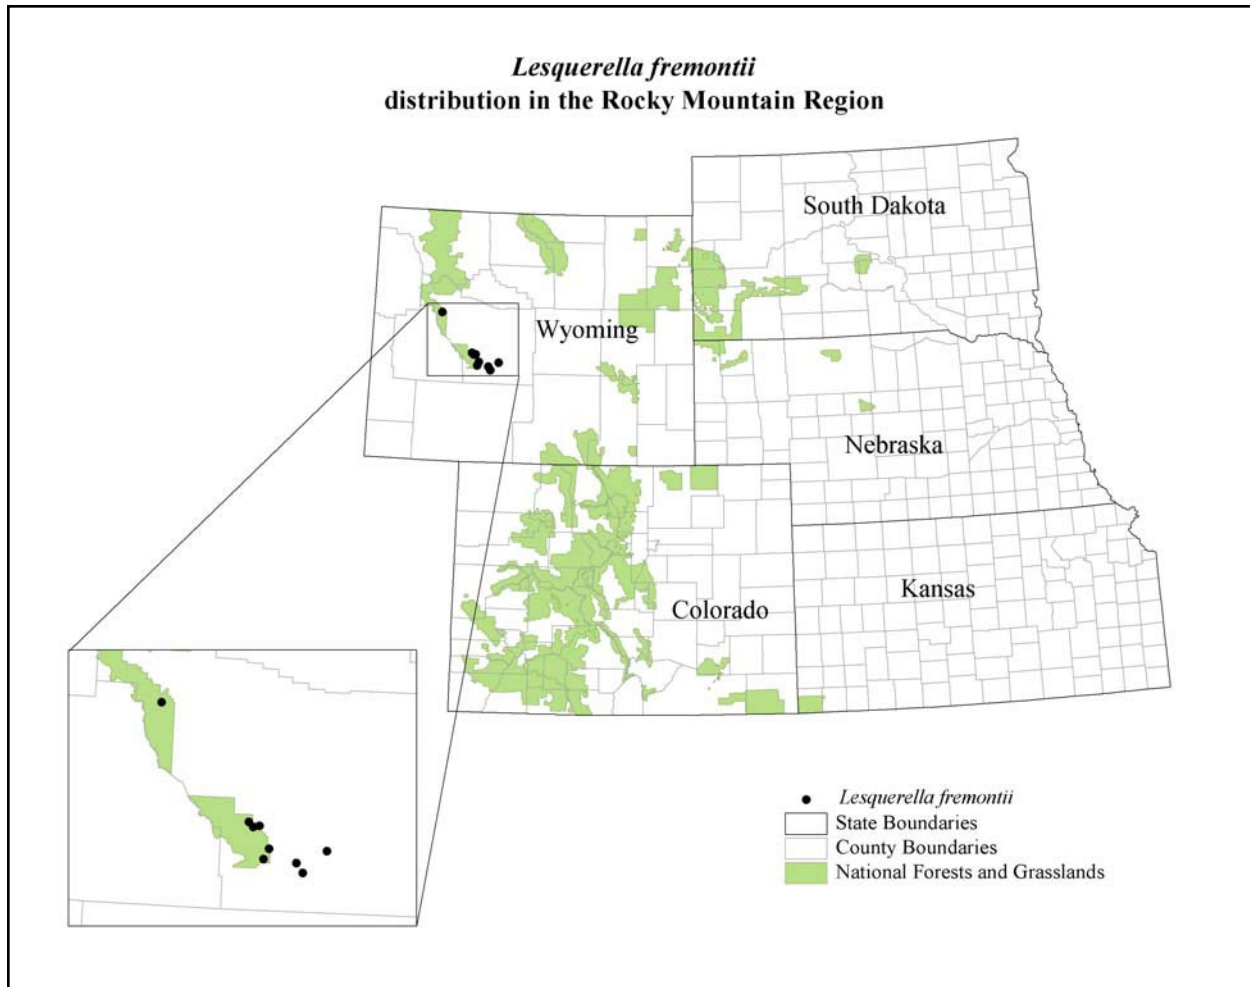 Lesquerella fremontii
distribution in the Rocky Mountain Region
South Dakota
Wyoming
Nebraska
Kansas
Colorado
Lesquerella fremontii
State Boundaries
County Boundaries
National Forests and Grasslands